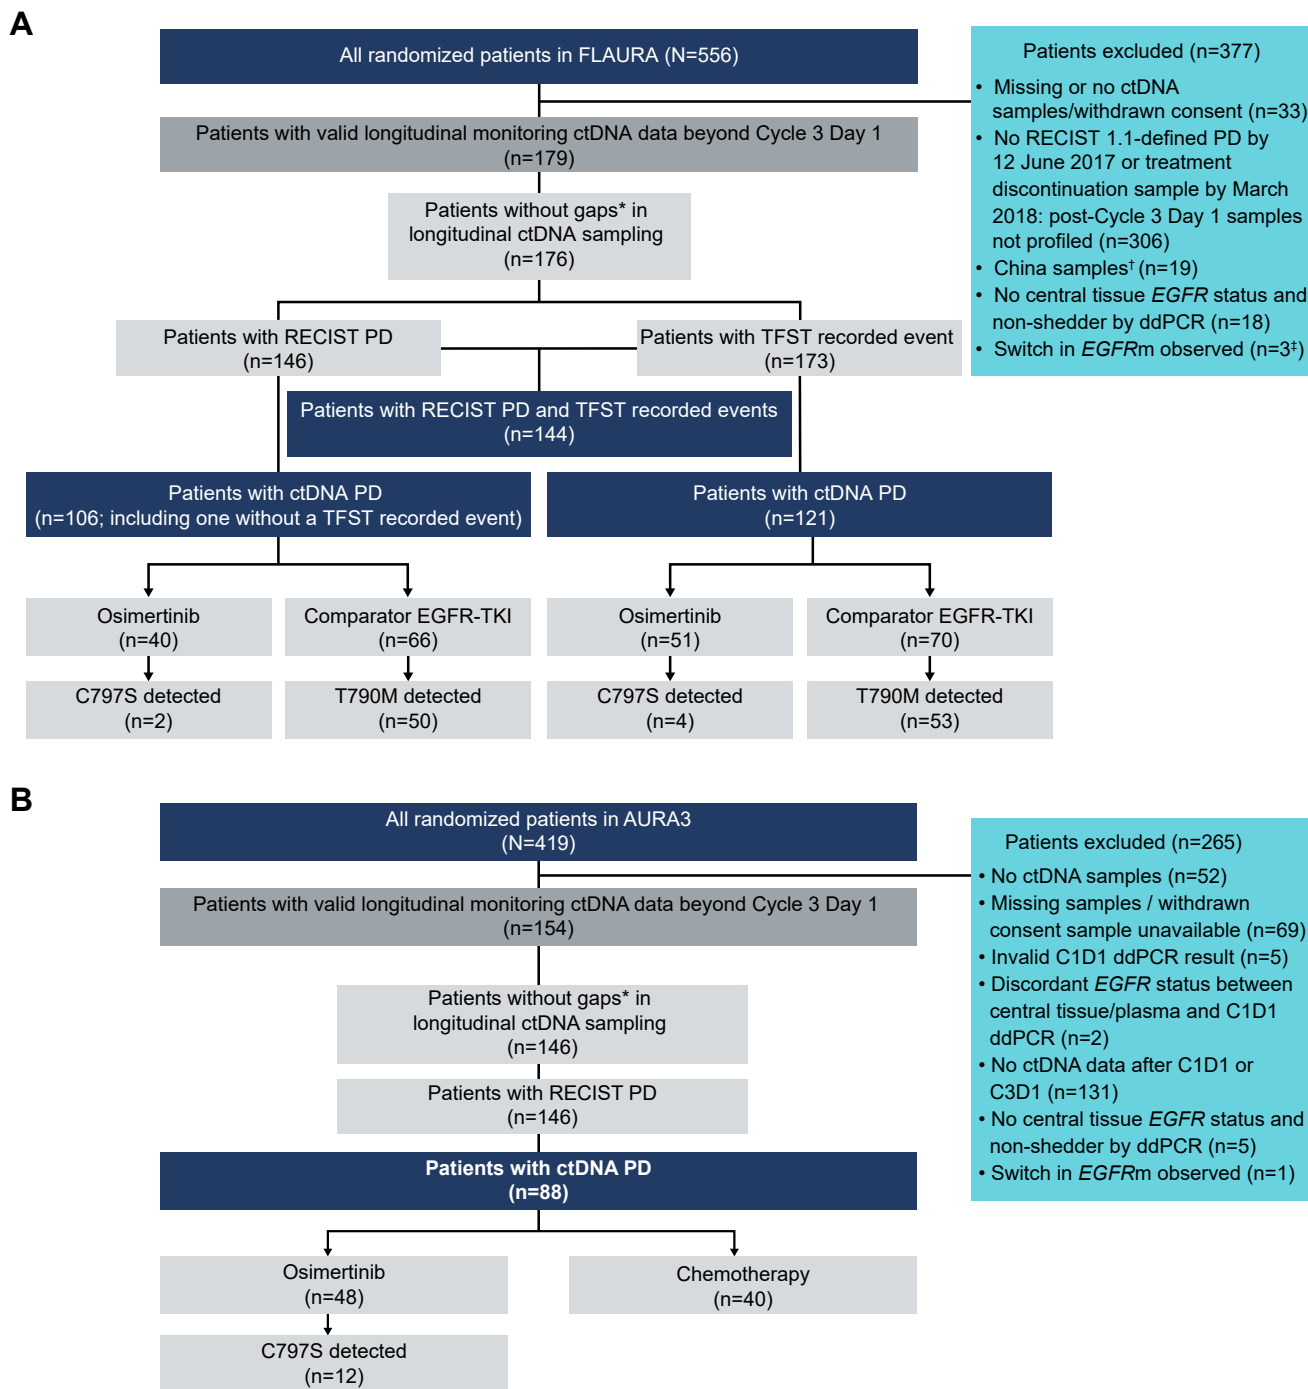 A
All randomized patients in FLAURA (N=556)
Patients excluded (n=377)
• Missing or no ctDNA
samples/withdrawn
consent (n=33)
• No RECIST 1.1-defined PD by
12 June 2017 or treatment
discontinuation sample by March
2018: post-Cycle 3 Day 1 samples
not profiled (n=306)
• China samples† (n=19)
• No central tissue EGFR status and
non-shedder by ddPCR (n=18)
• Switch in EGFRm observed (n=3‡)
Patients with valid longitudinal monitoring ctDNA data beyond Cycle 3 Day 1
(n=179)
Patients without gaps* in
longitudinal ctDNA sampling
(n=176)
Patients with RECIST PD
(n=146)
Patients with TFST recorded event
(n=173)
Patients with RECIST PD and TFST recorded events
(n=144)
Patients with ctDNA PD
(n=106; including one without a TFST recorded event)
Patients with ctDNA PD
(n=121)
Osimertinib
(n=40)
Comparator EGFR-TKI
(n=66)
Osimertinib
(n=51)
Comparator EGFR-TKI
(n=70)
C797S detected
(n=2)
T790M detected
(n=50)
C797S detected
(n=4)
T790M detected
(n=53)
B
All randomized patients in AURA3
(N=419)
Patients excluded (n=265)
• No ctDNA samples (n=52)
• Missing samples / withdrawn
consent sample unavailable (n=69)
• Invalid C1D1 ddPCR result (n=5)
• Discordant EGFR status between
central tissue/plasma and C1D1
ddPCR (n=2)
• No ctDNA data after C1D1 or
C3D1 (n=131)
• No central tissue EGFR status and
non-shedder by ddPCR (n=5)
• Switch in EGFRm observed (n=1)
Patients with valid longitudinal monitoring ctDNA data beyond Cycle 3 Day 1
(n=154)
Patients without gaps* in
longitudinal ctDNA sampling
(n=146)
Patients with RECIST PD
(n=146)
Patients with ctDNA PD
(n=88)
Osimertinib
(n=48)
Chemotherapy
(n=40)
C797S detected
(n=12)